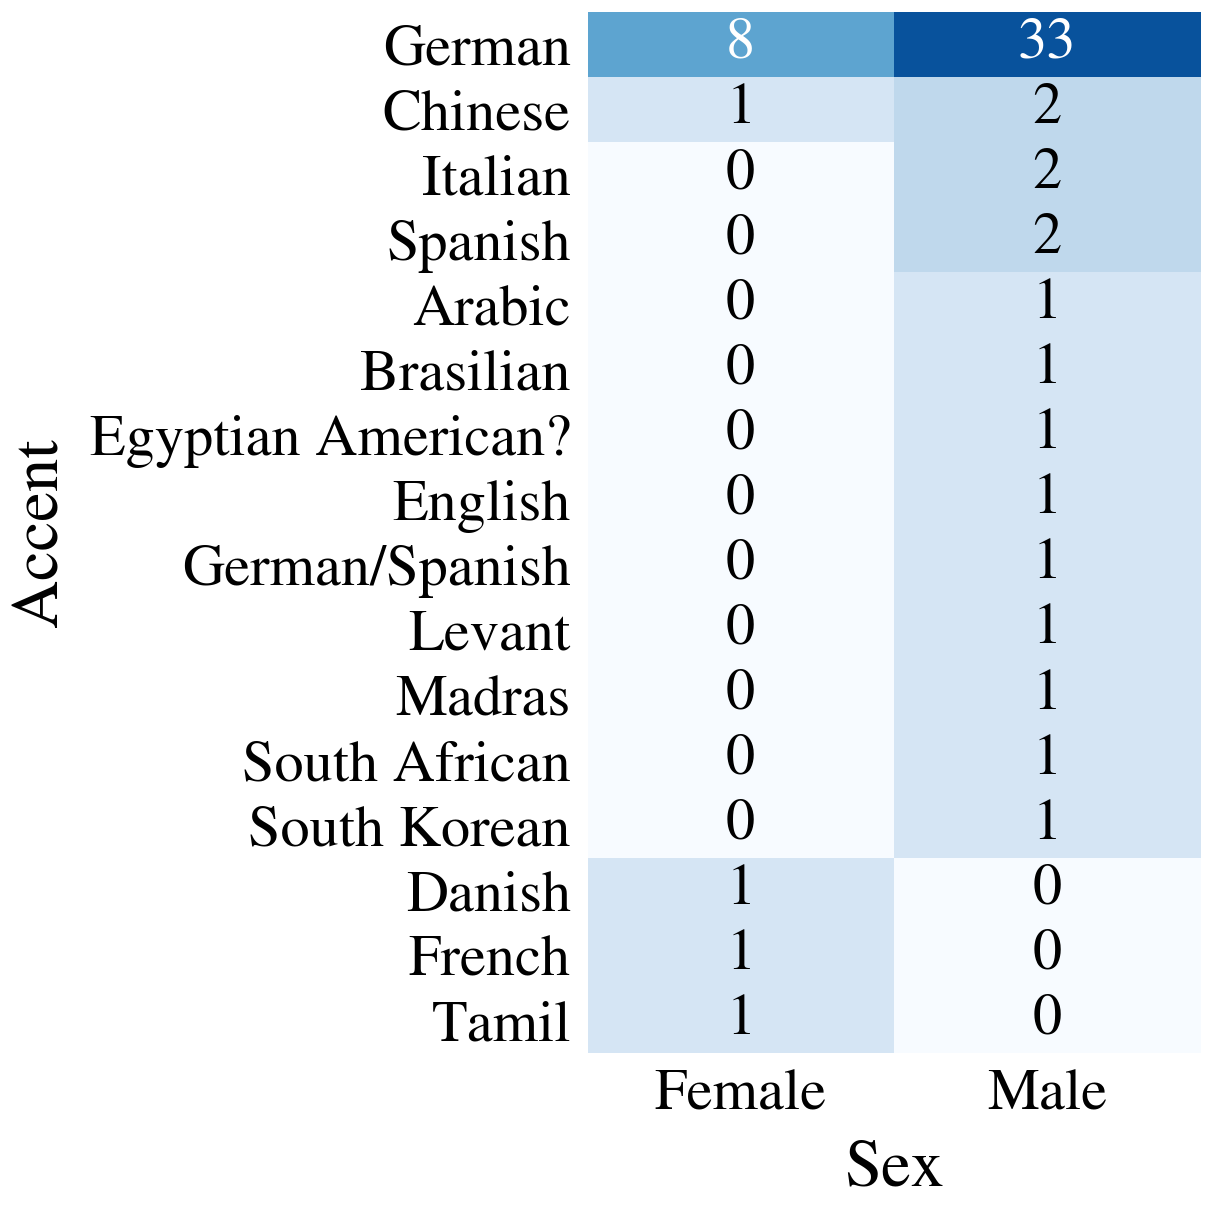 German 8 33
Chinese 1 2
Italian 0 2
Spanish 0 2
Arabic 0 1
Brasilian 0 1
Egyptian American? 0 1
English 0 1
German/Spanish 0 1
Levant 0 1
Madras 0 1
South African 0 1
South Korean 0 1
Danish 1 0
French 1 0
Tamil 1 0
Accent
Female Male
Sex